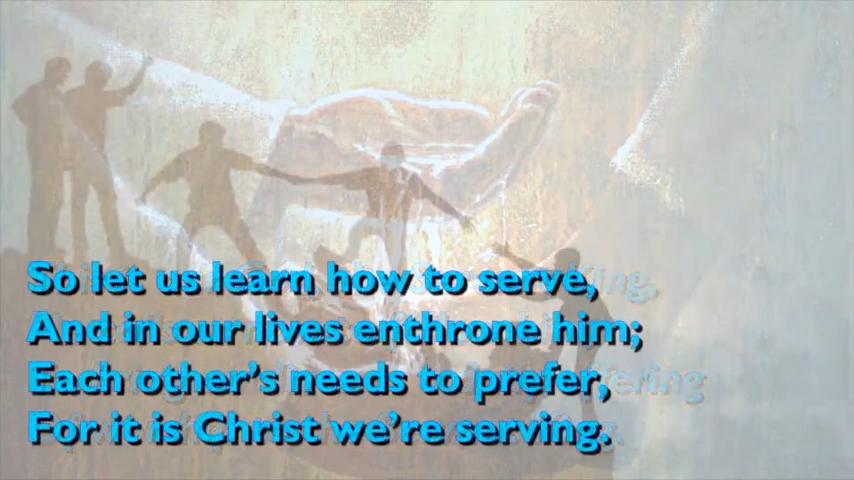 So let us learn how to serve,
And in our lives enthrone him;
Each other's needs to prefer,
For it is Christ we're serving.